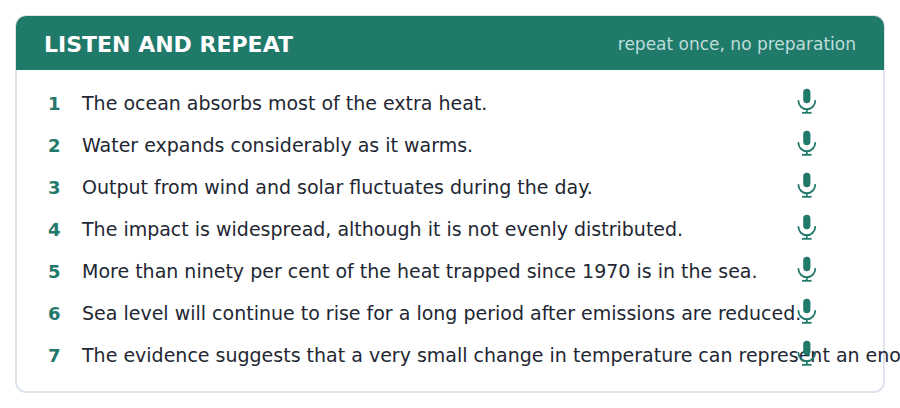 LISTEN AND REPEAT
repeat once, no preparation
1 The ocean absorbs most of the extra heat.
2 Water expands considerably as it warms.
3 Output from wind and solar fluctuates during the day.
4 The impact is widespread, although it is not evenly distributed.
5 More than ninety per cent of the heat trapped since 1970 is in the sea.
6 Sea level will continue to rise for a long period after emissions are reduced.
7 The evidence suggests that a very small change in temperature can represent an